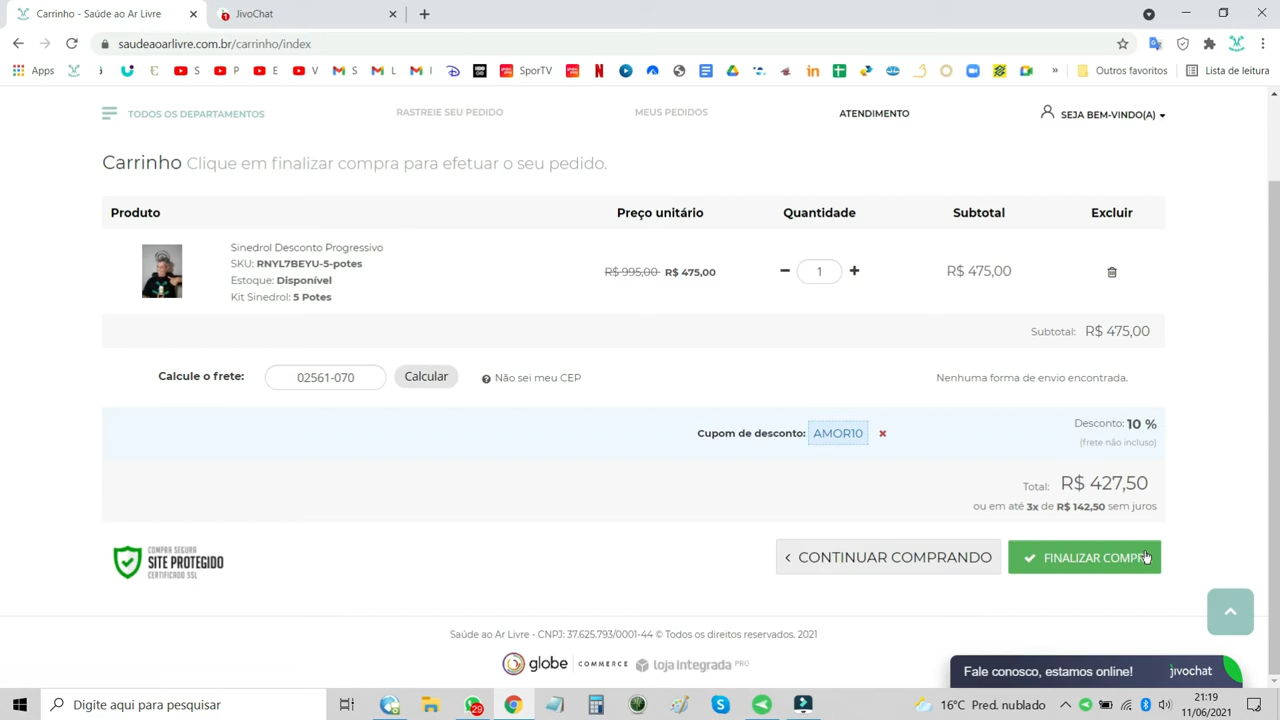 Carrinho - Saúde ao Ar Livre
JivoChat
saudeaoarlivre.com.br/carrinho/index
Apps
S
P
E
V
S
L
I
SporTV
Outros favoritos
Lista de leitura
TODOS OS DEPARTAMENTOS
RASTREIE SEU PEDIDO
MEUS PEDIDOS
ATENDIMENTO
SEJA BEM-VINDO(A)
Carrinho Clique em finalizar compra para efetuar o seu pedido.
Produto Preço unitário Quantidade Subtotal Excluir
Sinedrol Desconto Progressivo
SKU: RNYL7BEYU-5-potes
Estoque: Disponível
Kit Sinedrol: 5 Potes
R$ 995,00 R$ 475,00
1
R$ 475,00
Subtotal: R$ 475,00
Calcule o frete: 02561-070 Calcular Não sei meu CEP Nenhuma forma de envio encontrada.
Cupom de desconto: AMOR10
Desconto: 10 %
(frete não incluso)
Total: R$ 427,50
ou em até 3x de R$ 142,50 sem juros
COMPRA SEGURA
SITE PROTEGIDO
CERTIFICADO SSL
CONTINUAR COMPRANDO
FINALIZAR COMPR
Saúde ao Ar Livre - CNPJ: 37.625.793/0001-44 © Todos os direitos reservados. 2021
globe COMMERCE loja integrada PRO
Fale conosco, estamos online! jivochat
Digite aqui para pesquisar
29
16°C Pred. nublado
21:19
11/06/2021